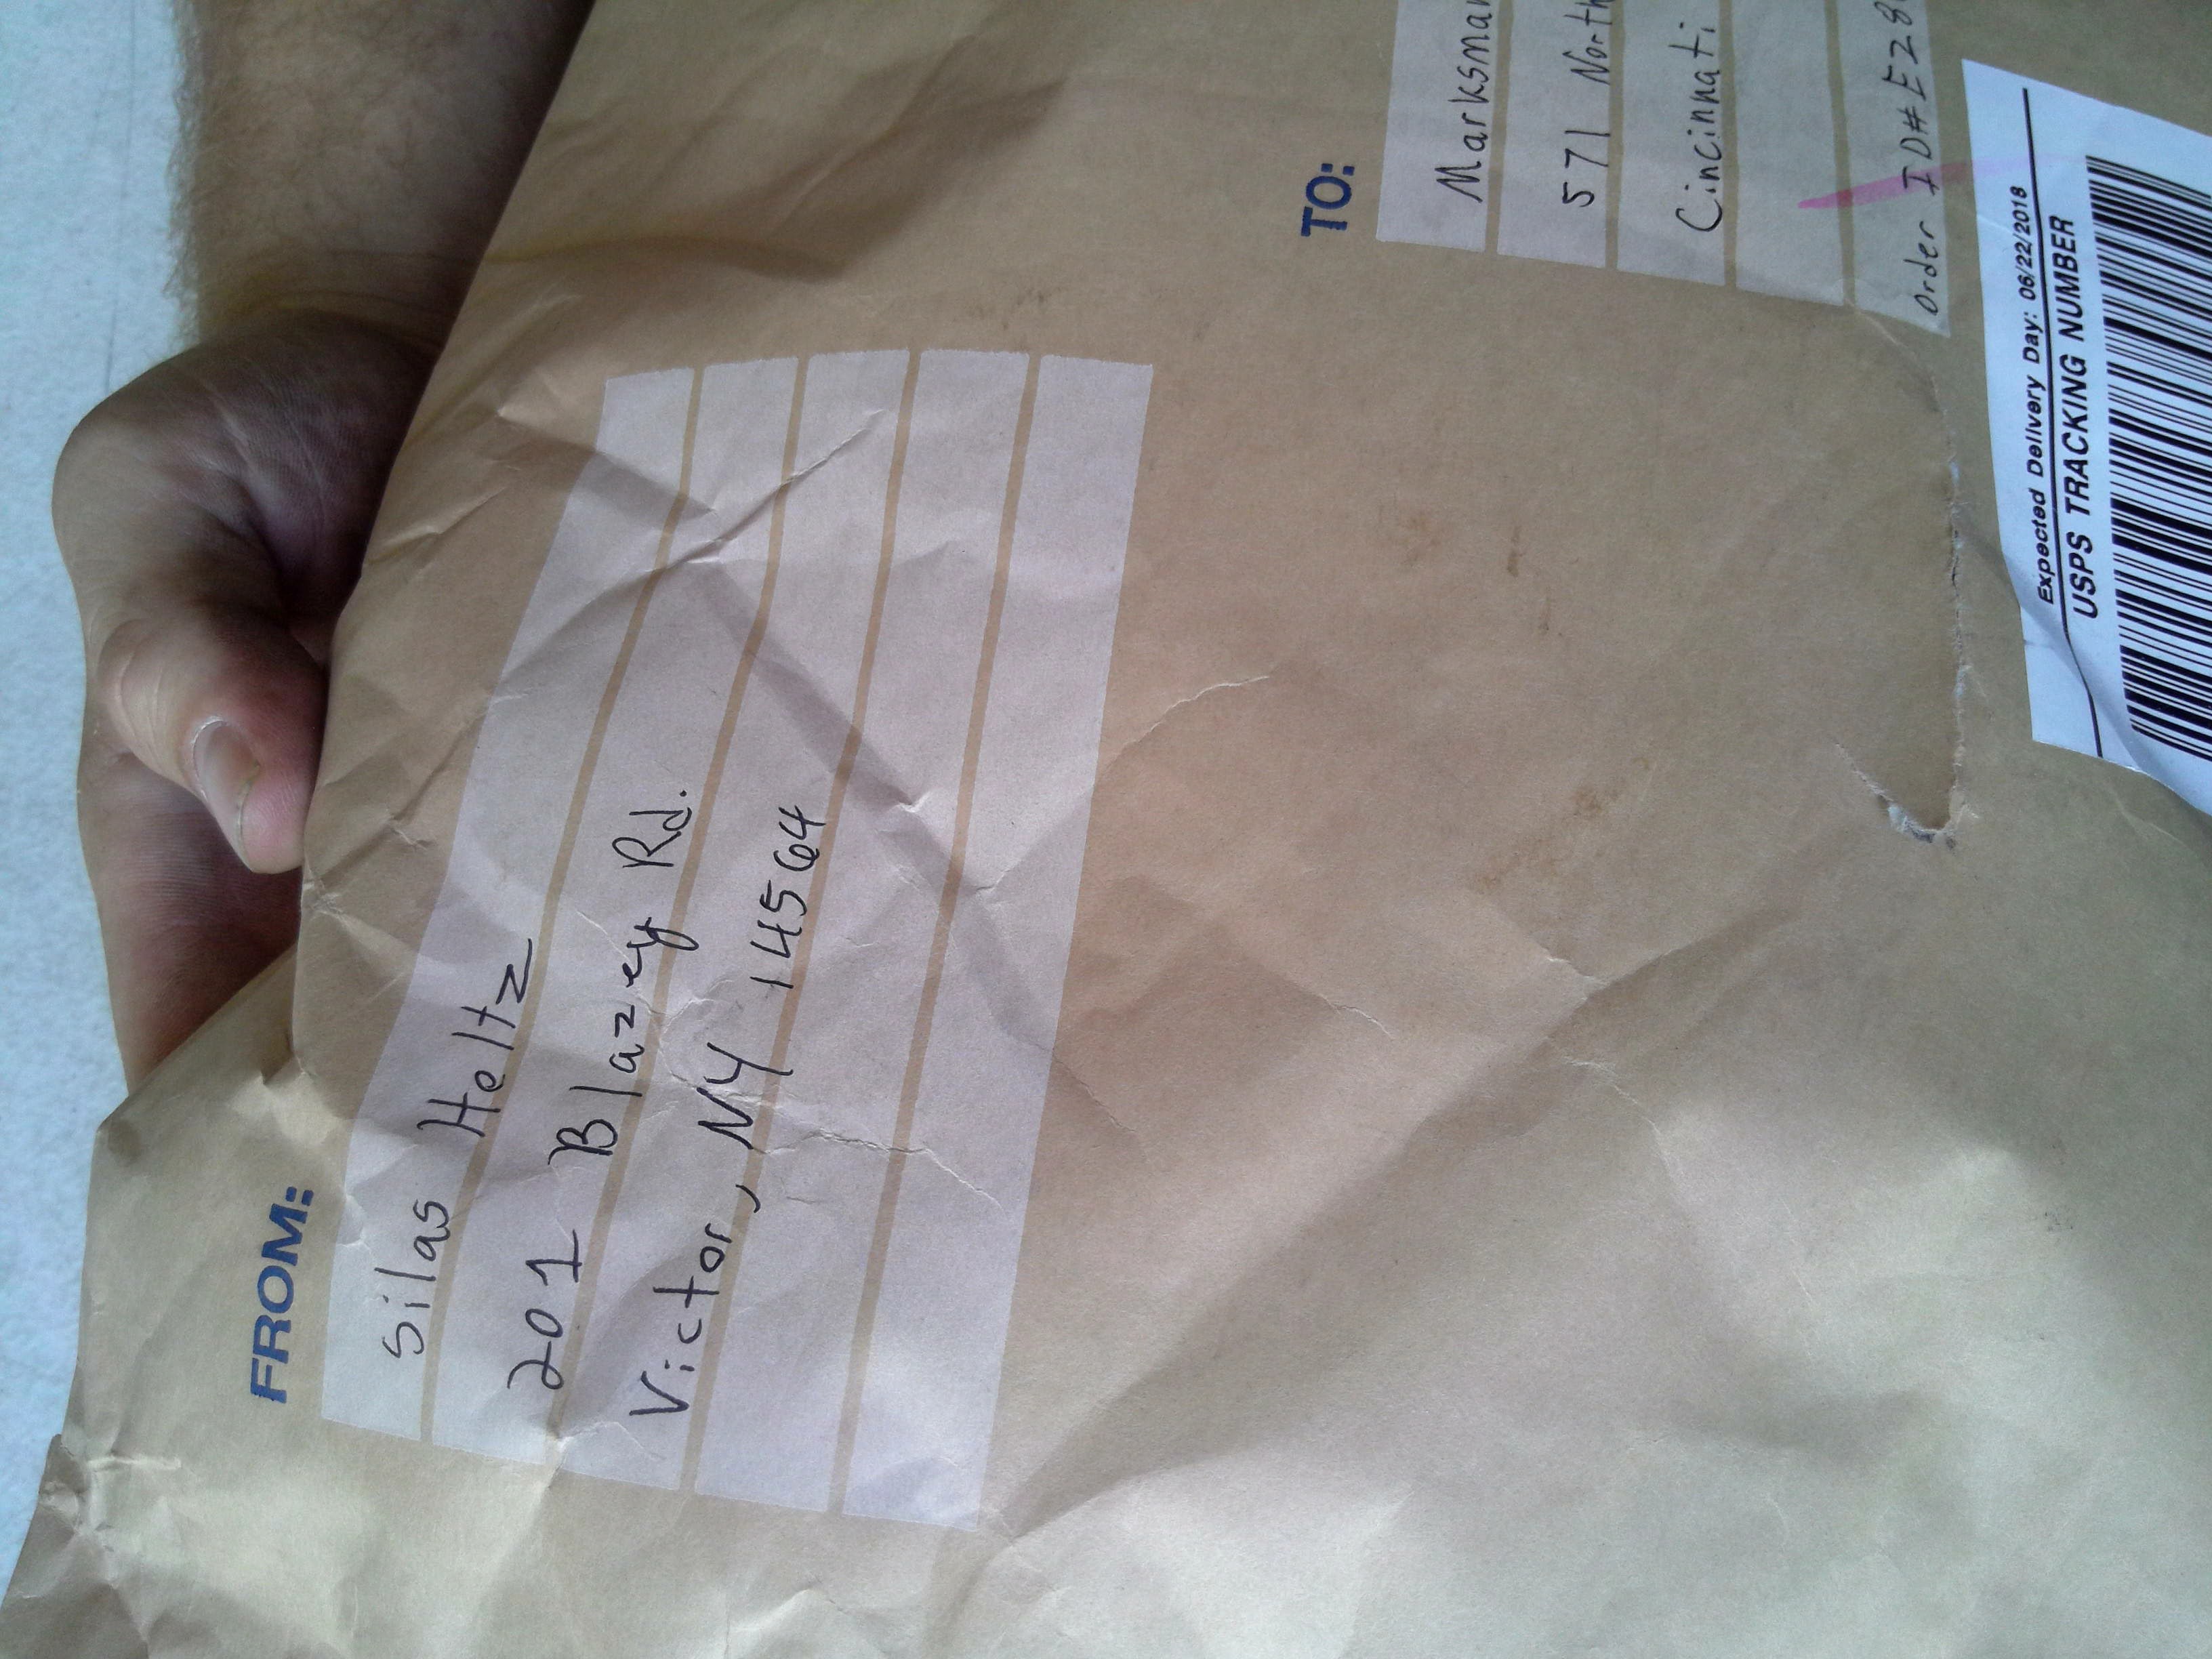 FROM:
Silas Heltz
201 Blazey Rd.
Victor, NY 14564
TO:
Marksman
571 North
Cincinnati
Order ID# EZ8
Expected Delivery Day: 06/22/2018
USPS TRACKING NUMBER